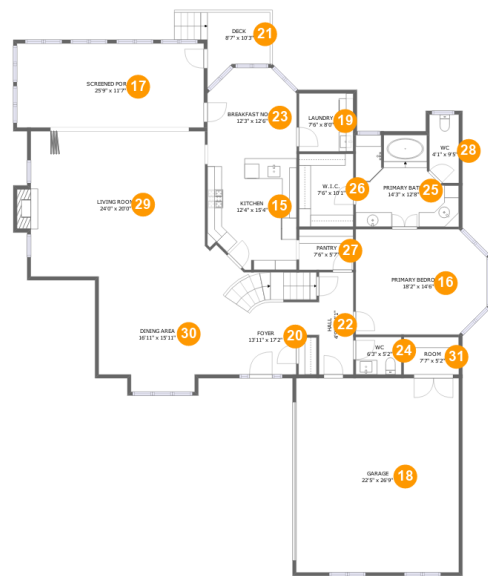 DECK
8'7" x 10'3"
21
SCREENED POR
25'9" x 11'7"
17
BREAKFAST NO
12'3" x 12'6"
23
LAUNDRY
7'6" x 8'0"
19
WC
4'1" x 9'5"
28
W.I.C.
7'6" x 10'1"
26
PRIMARY BAT
14'3" x 12'8"
25
LIVING ROOM
24'0" x 20'0"
29
KITCHEN
12'4" x 15'4"
15
PANTRY
7'6" x 5'7"
27
PRIMARY BEDRO
18'2" x 14'6"
16
DINING AREA
16'11" x 15'11"
30
FOYER
13'11" x 17'2"
20
HALL
22
WC
6'3" x 5'2"
24
ROOM
7'7" x 5'2"
31
GARAGE
22'5" x 26'9"
18